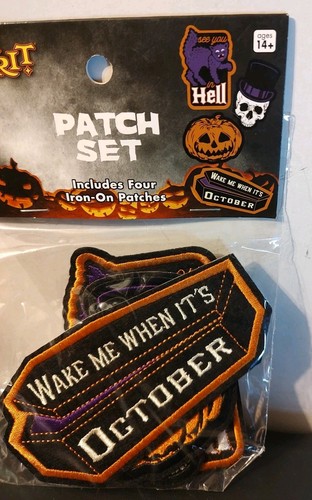 RIT
ages
14+
see you
in
Hell
PATCH
SET
Includes Four
Iron-On Patches
WAKE ME WHEN IT'S
OCTOBER
WAKE ME WHEN IT'S
OCTOBER